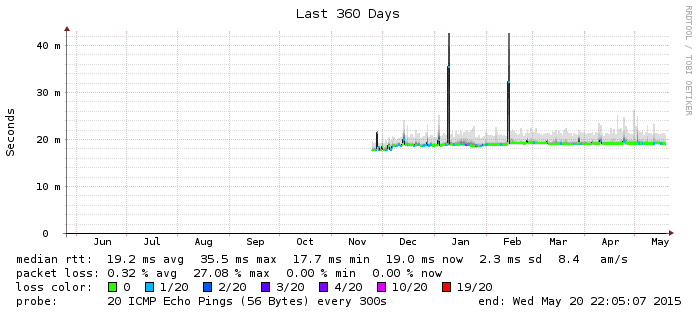 Last 360 Days
RRDTOOL / TOBI OETIKER
Seconds
40 m
30 m
20 m
10 m
0
Jun Jul Aug Sep Oct Nov Dec Jan Feb Mar Apr May
median rtt: 19.2 ms avg 35.5 ms max 17.7 ms min 19.0 ms now 2.3 ms sd 8.4 am/s
packet loss: 0.32 % avg 27.08 % max 0.00 % min 0.00 % now
loss color: 0 1/20 2/20 3/20 4/20 10/20 19/20
probe: 20 ICMP Echo Pings (56 Bytes) every 300s end: Wed May 20 22:05:07 2015